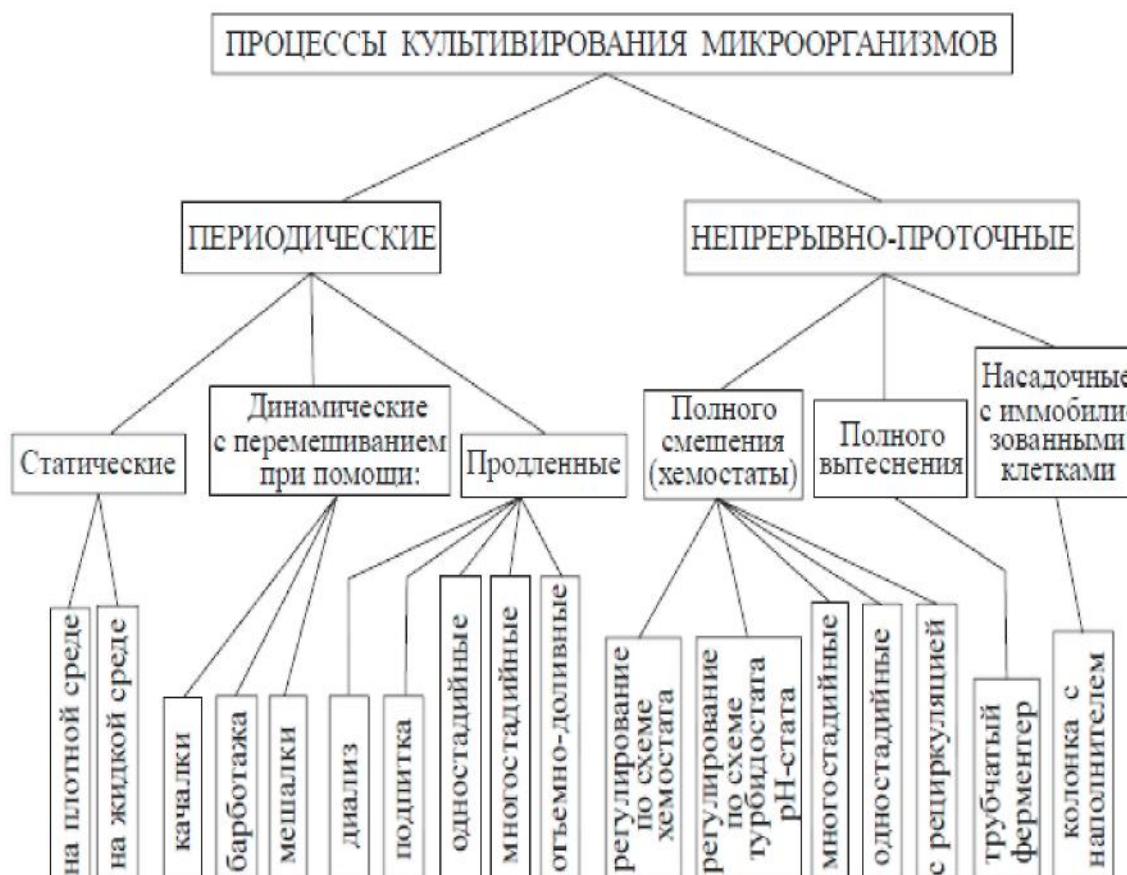 ПРОЦЕССЫ КУЛЬТИВИРОВАНИЯ МИКРООРГАНИЗМОВ
ПЕРИОДИЧЕСКИЕ
НЕПРЕРЫВНО-ПРОТОЧНЫЕ
Статические
Динамические
с перемешиванием
при помощи:
Продленные
Полного
смешения
(хемостаты)
Полного
вытеснения
Насадочные
с иммобили-
зованными
клетками
на плотной среде
на жидкой среде
качалки
барботажа
мешалки
диализ
подпитка
одностадийные
многостадийные
отъемно-доливные
регулирование
по схеме
хемостата
регулирование
по схеме
турбидостата
pH-стата
многостадийные
одностадийные
с рециркуляцией
трубчатый
ферментер
колонка с
наполнителем